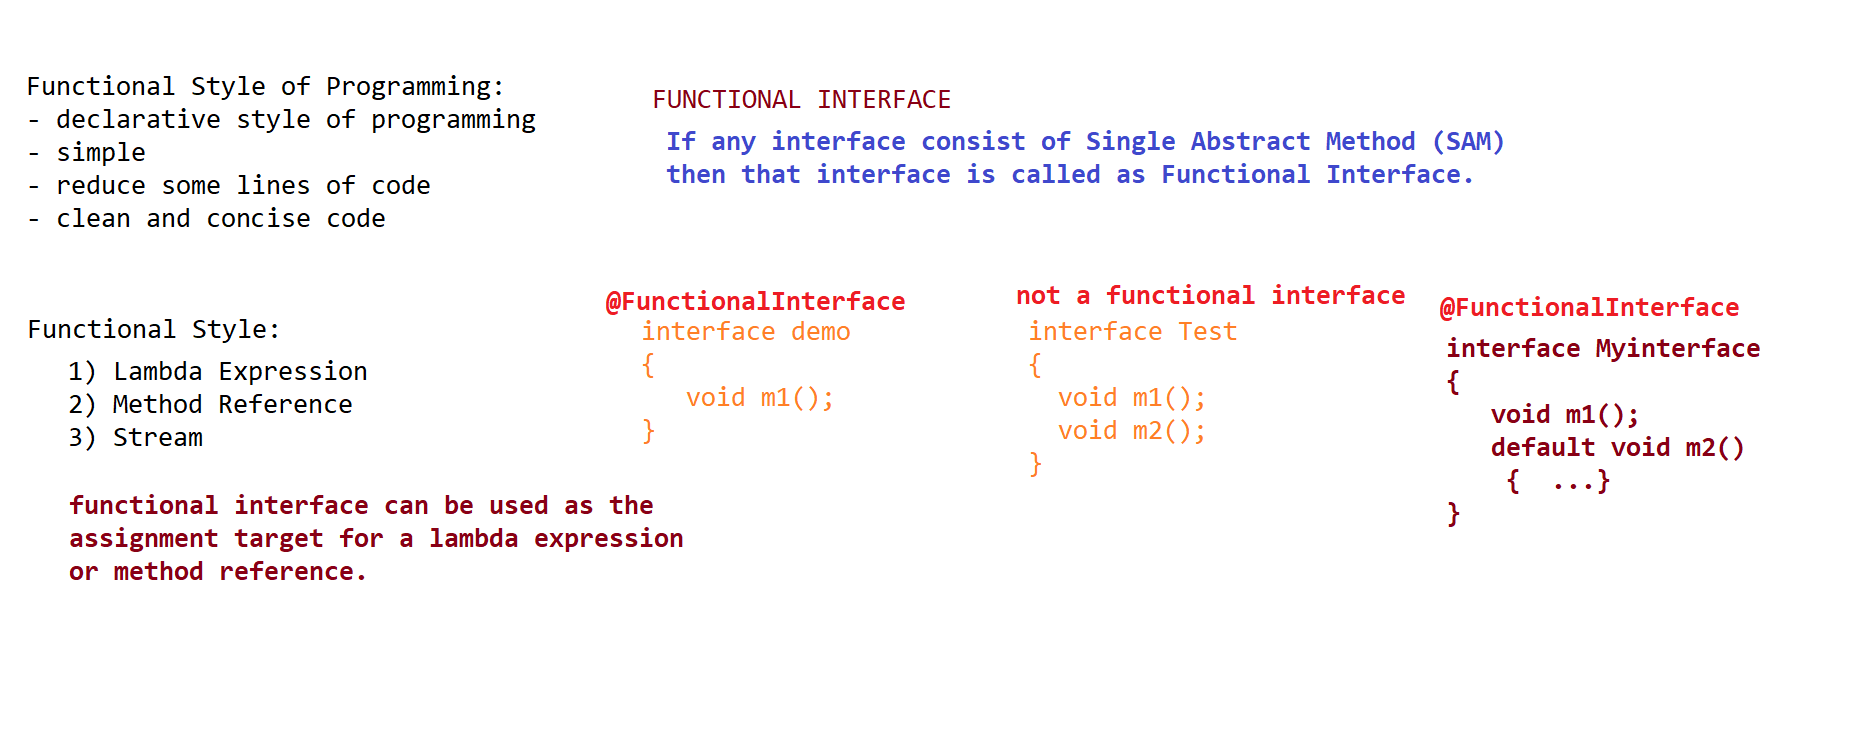 Functional Style of Programming:
- declarative style of programming
- simple
- reduce some lines of code
- clean and concise code
FUNCTIONAL INTERFACE
If any interface consist of Single Abstract Method (SAM)
then that interface is called as Functional Interface.
Functional Style:
1) Lambda Expression
2) Method Reference
3) Stream
functional interface can be used as the
assignment target for a lambda expression
or method reference.
@FunctionalInterface
interface demo
{
void m1();
}
not a functional interface
interface Test
{
void m1();
void m2();
}
@FunctionalInterface
interface Myinterface
{
void m1();
default void m2()
{ ...}
}